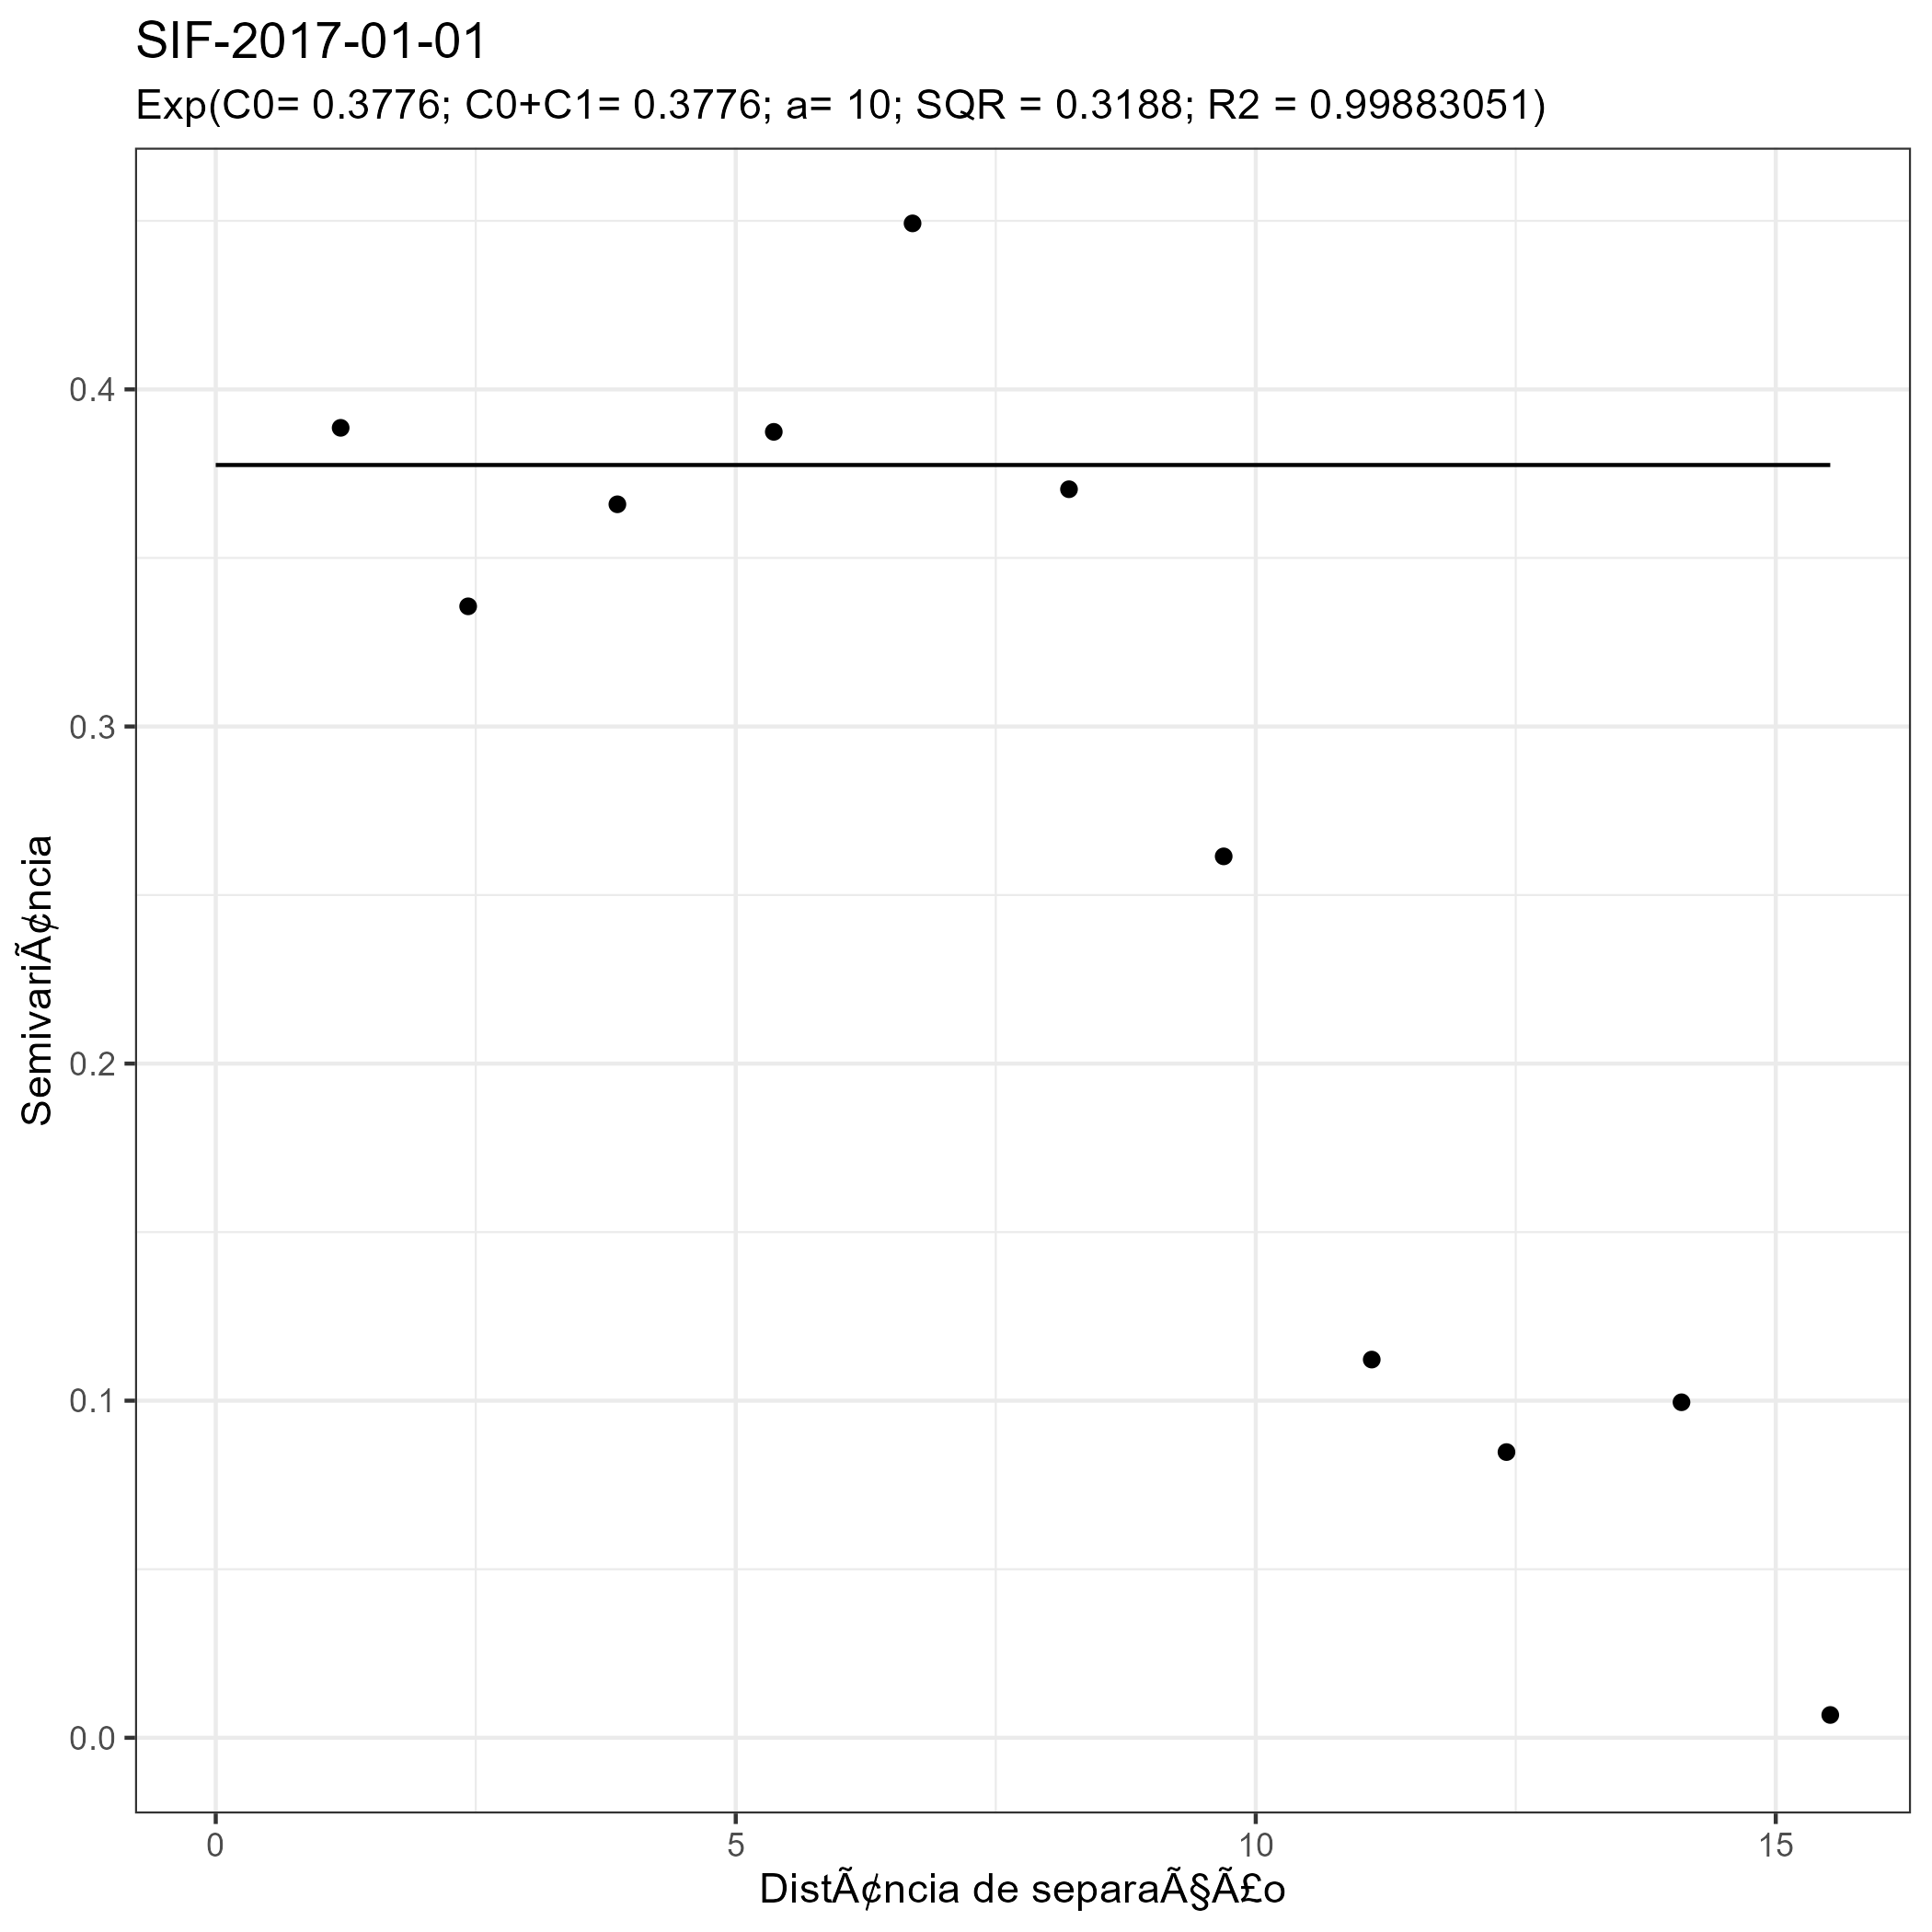 SIF-2017-01-01
Exp(C0= 0.3776; C0+C1= 0.3776; a= 10; SQR = 0.3188; R2 = 0.99883051)
SemivariÃ¢ncia
0.4
0.3
0.2
0.1
0.0
0 5 10 15
DistÃ¢ncia de separaÃ§Ã£o